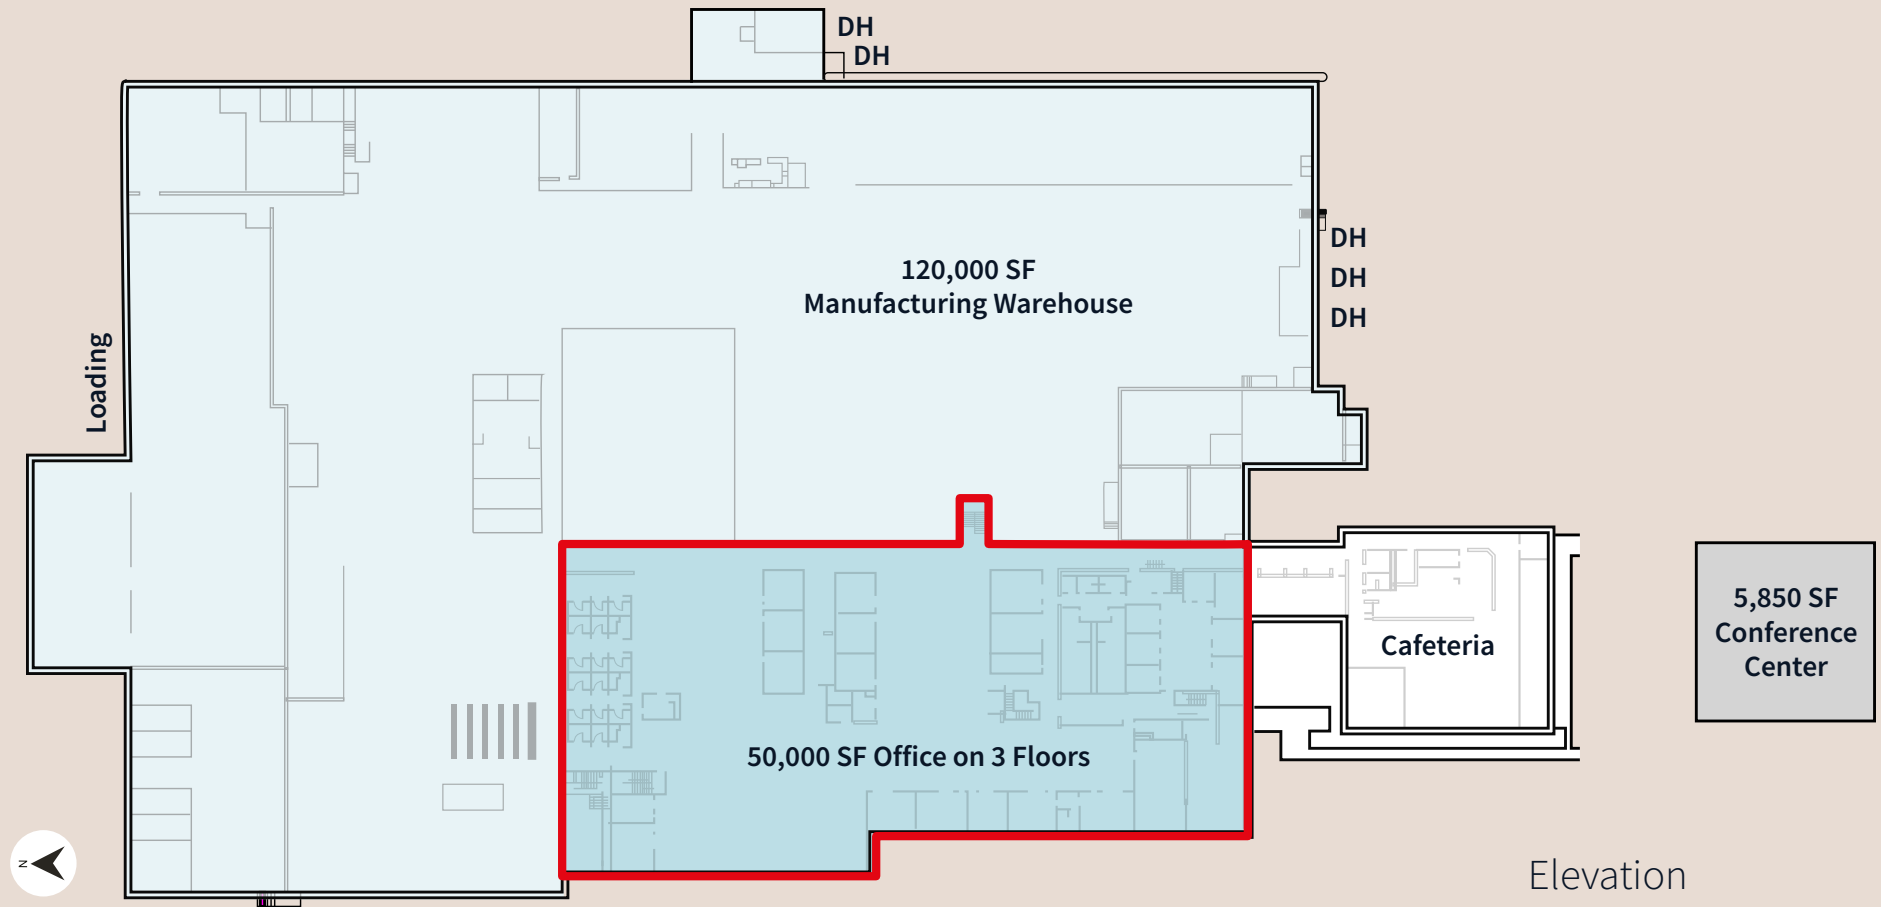 DH
DH
120,000 SF
Manufacturing Warehouse
DH
DH
DH
Loading
5,850 SF
Conference
Center
Cafeteria
50,000 SF Office on 3 Floors
N
Elevation